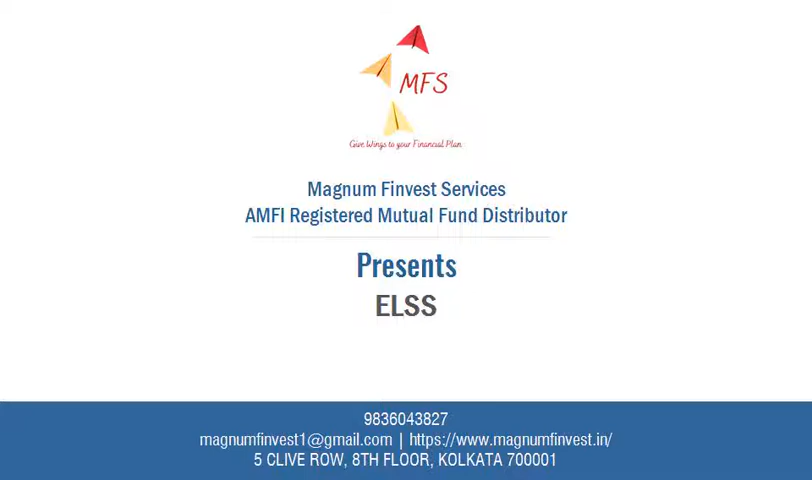 MFS
Give Wings to your Financial Plan
Magnum Finvest Services
AMFI Registered Mutual Fund Distributor
Presents
ELSS
9836043827
magnumfinvest1@gmail.com | https://www.magnumfinvest.in/
5 CLIVE ROW, 8TH FLOOR, KOLKATA 700001